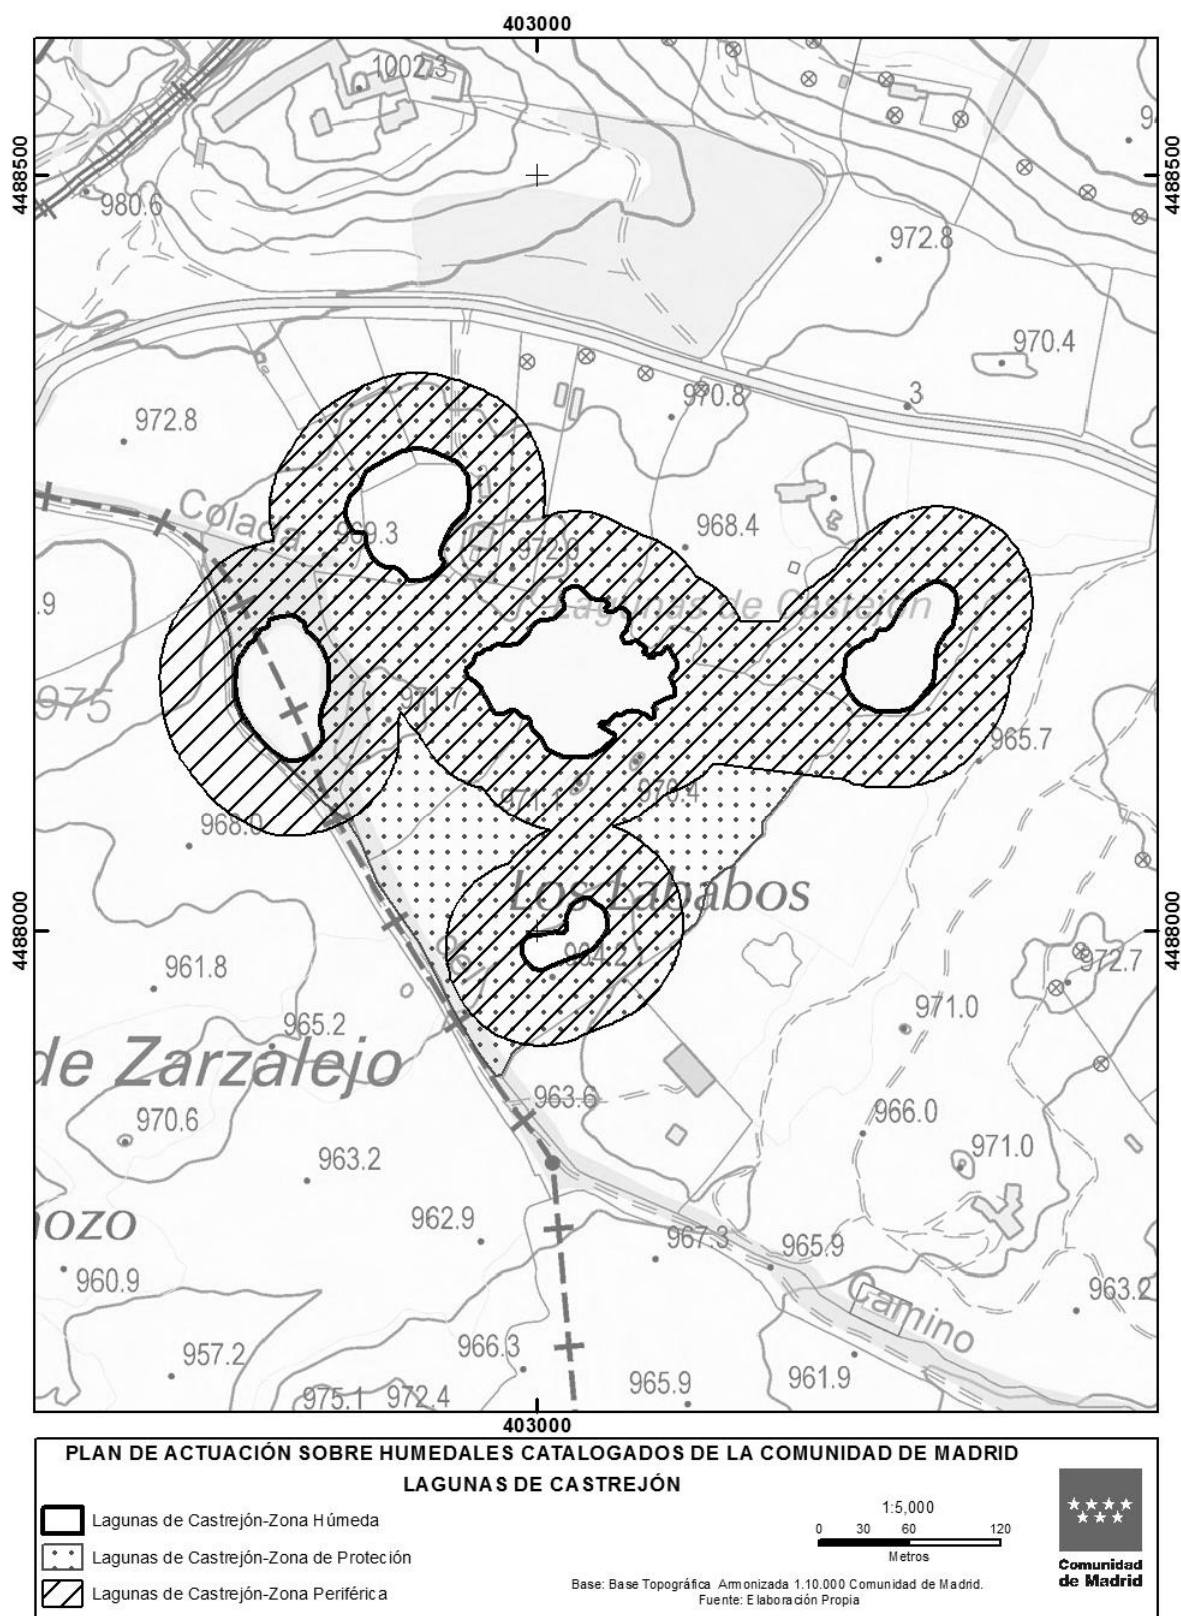 403000
1002.3
4488500
4488500
980.6
972.8
970.4
970.8
3
972.8
Colada
969.3
968.4
Lagunas de Castrejón
.9
975
971.7
965.7
971.1
970.4
968.0
Los Lababos
4488000
4488000
964.2
961.8
972.7
971.0
965.2
de Zarzalejo
963.6
970.6
966.0
971.0
963.2
962.9
nozo
967.3
965.9
960.9
Camino
963.2
966.3
957.2
965.9
961.9
975.1
972.4
403000
PLAN DE ACTUACIÓN SOBRE HUMEDALES CATALOGADOS DE LA COMUNIDAD DE MADRID
LAGUNAS DE CASTREJÓN
Lagunas de Castrejón-Zona Húmeda
Lagunas de Castrejón-Zona de Proteción
Lagunas de Castrejón-Zona Periférica
1:5,000
0 30 60 120
Metros
Base: Base Topográfica Armonizada 1.10.000 Comunidad de Madrid.
Fuente: Elaboración Propia
Comunidad
de Madrid